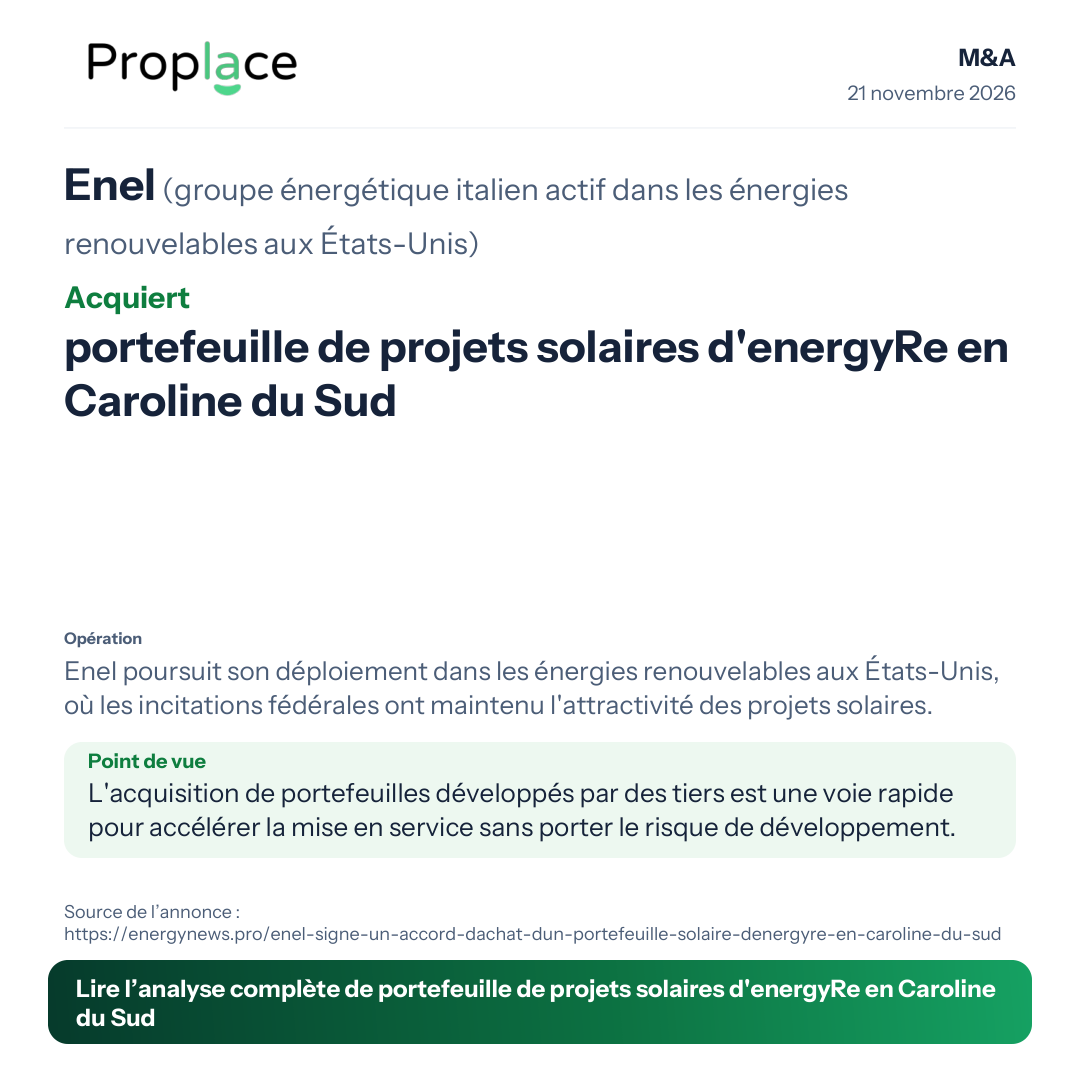 Proplace
M&A
21 novembre 2026
Enel (groupe énergétique italien actif dans les énergies
renouvelables aux États-Unis)
Acquiert
portefeuille de projets solaires d'energyRe en
Caroline du Sud
Opération
Enel poursuit son déploiement dans les énergies renouvelables aux États-Unis,
où les incitations fédérales ont maintenu l'attractivité des projets solaires.
Point de vue
L'acquisition de portefeuilles développés par des tiers est une voie rapide
pour accélérer la mise en service sans porter le risque de développement.
Source de l’annonce :
https://energynews.pro/enel-signe-un-accord-dachat-dun-portefeuille-solaire-denergyre-en-caroline-du-sud
Lire l’analyse complète de portefeuille de projets solaires d'energyRe en Caroline
du Sud